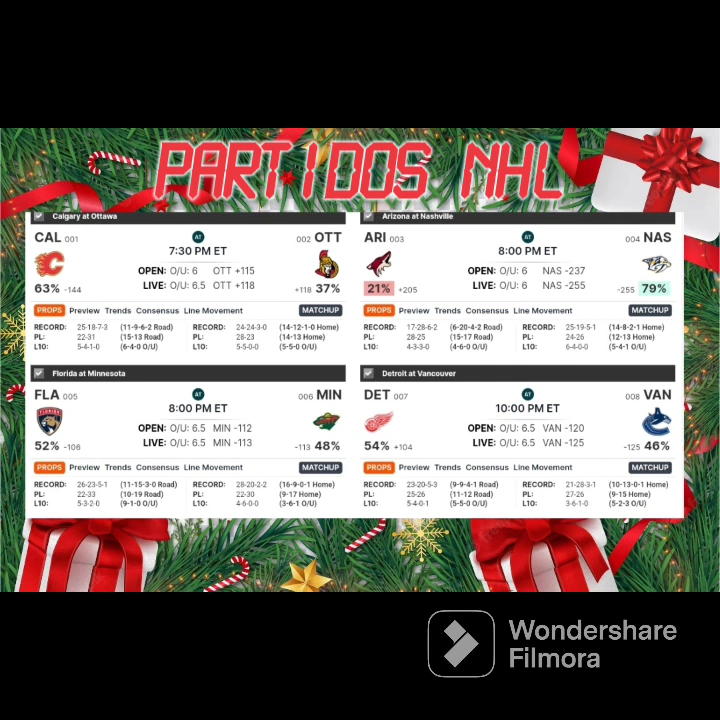 PARTIDOS NHL
Calgary at Ottawa
CAL 001 AT 002 OTT
7:30 PM ET
OPEN: O/U: 6 OTT +115
LIVE: O/U: 6.5 OTT +118
63% -144 +118 37%
PROPS Preview Trends Consensus Line Movement MATCHUP
RECORD: 25-18-7-3 (11-9-6-2 Road) RECORD: 24-24-3-0 (14-12-1-0 Home)
PL: 22-31 (15-13 Road) PL: 28-23 (14-13 Home)
L10: 5-4-1-0 (6-4-0 O/U) L10: 5-5-0-0 (5-5-0 O/U)
Arizona at Nashville
ARI 003 AT 004 NAS
8:00 PM ET
OPEN: O/U: 6 NAS -237
LIVE: O/U: 6 NAS -255
21% +205 -255 79%
PROPS Preview Trends Consensus Line Movement MATCHUP
RECORD: 17-28-6-2 (6-20-4-2 Road) RECORD: 25-19-5-1 (14-8-2-1 Home)
PL: 28-25 (15-17 Road) PL: 24-26 (12-13 Home)
L10: 4-3-3-0 (4-6-0 O/U) L10: 6-4-0-0 (5-4-1 O/U)
Florida at Minnesota
FLA 005 AT 006 MIN
8:00 PM ET
OPEN: O/U: 6.5 MIN -112
LIVE: O/U: 6.5 MIN -113
52% -106 -113 48%
PROPS Preview Trends Consensus Line Movement MATCHUP
RECORD: 26-23-5-1 (11-15-3-0 Road) RECORD: 28-20-2-2 (16-9-0-1 Home)
PL: 22-33 (10-19 Road) PL: 22-30 (9-17 Home)
L10: 5-3-2-0 (9-1-0 O/U) L10: 4-6-0-0 (3-6-1 O/U)
Detroit at Vancouver
DET 007 AT 008 VAN
10:00 PM ET
OPEN: O/U: 6.5 VAN -120
LIVE: O/U: 6.5 VAN -125
54% +104 -125 46%
PROPS Preview Trends Consensus Line Movement MATCHUP
RECORD: 23-20-5-3 (9-9-4-1 Road) RECORD: 21-28-3-1 (10-13-0-1 Home)
PL: 25-26 (11-12 Road) PL: 27-26 (9-15 Home)
L10: 5-4-0-1 (5-5-0 O/U) L10: 3-6-1-0 (5-2-3 O/U)
Wondershare
Filmora